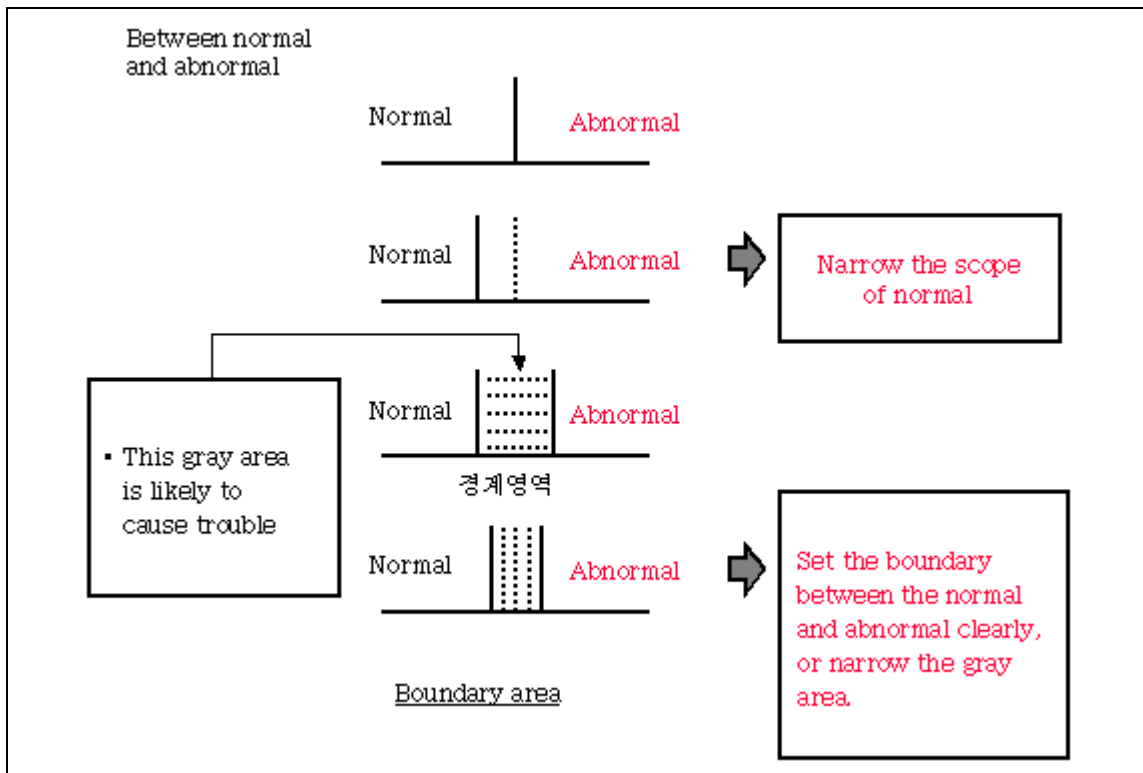 Between normal
and abnormal
Normal
Abnormal
Normal
Abnormal
Narrow the scope
of normal
▪ This gray area
is likely to
cause trouble
Normal
Abnormal
경계영역
Normal
Abnormal
Set the boundary
between the normal
and abnormal clearly,
or narrow the gray
area.
Boundary area